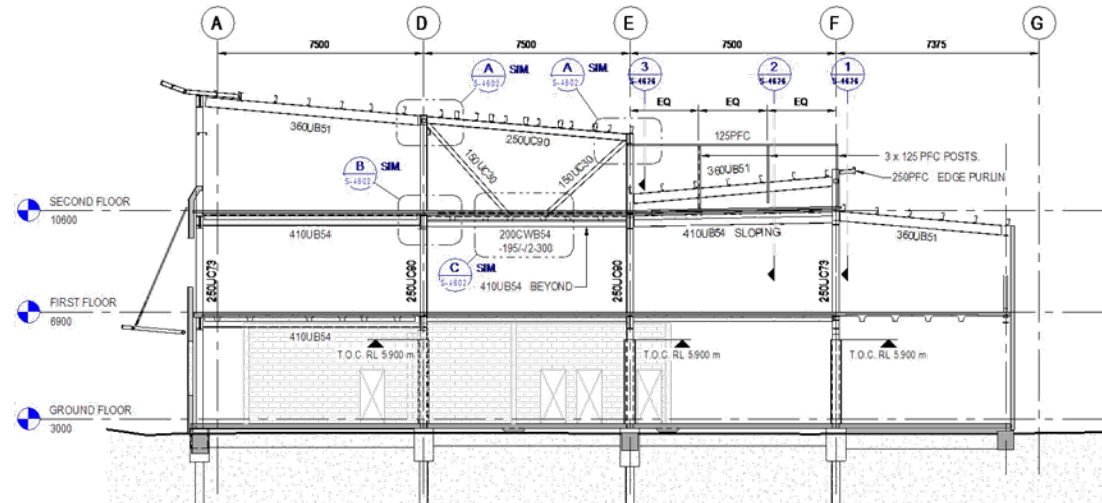 A D E F G
7500 7500 7500 7375
A SIM. A SIM. 3 2 1
S-4602 S-4626 S-4626 S-4626
EQ EQ EQ
125PFC
360UB51 250UC90
150UC30 150UC30
360UB51
3 x 125 PFC POSTS.
250PFC EDGE PURLIN
B SIM.
S-4602
SECOND FLOOR
10600
410UB54
200CWB54
-195/-/2-300
410UB54 SLOPING
360UB51
C SIM.
S-4602
410UB54 BEYOND
250UC73 250UC90 250UC90 250UC73
FIRST FLOOR
6900
410UB54
T.O.C. RL 5.900 m T.O.C. RL 5.900 m T.O.C. RL 5.900 m
GROUND FLOOR
3000